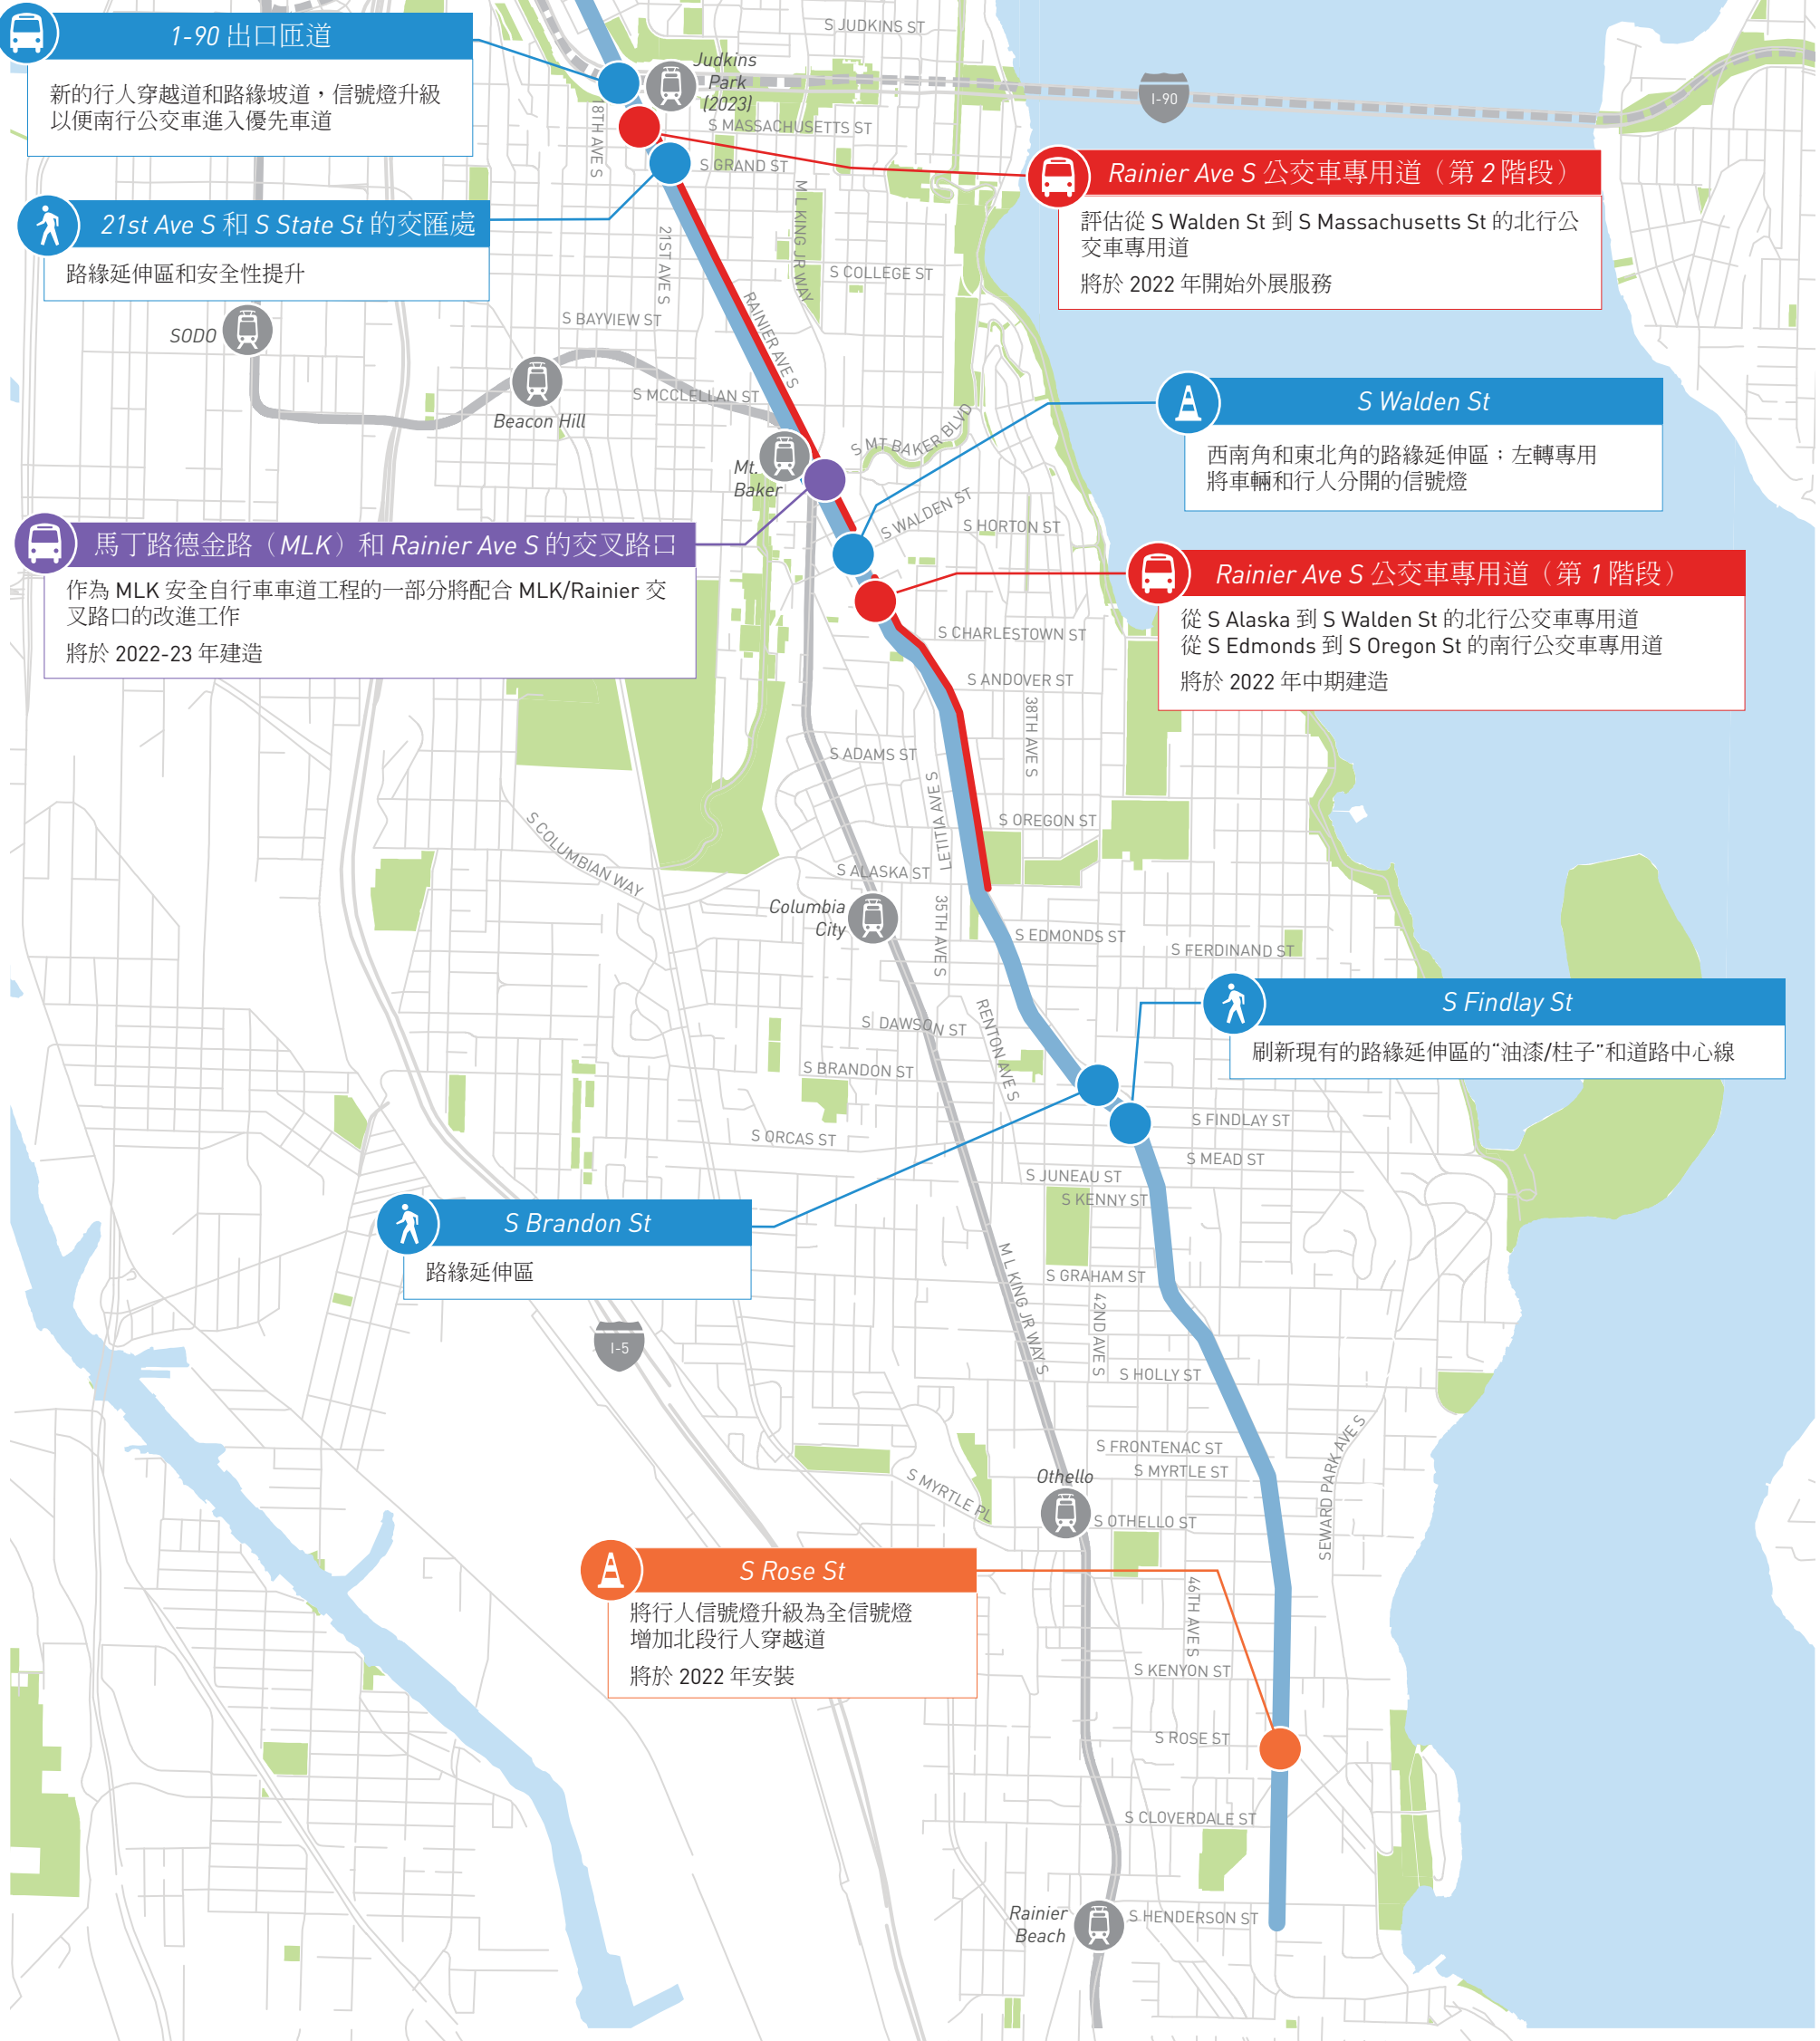 1-90 出口匝道
新的行人穿越道和路緣坡道，信號燈升級
以便南行公交車進入優先車道
S JUDKINS ST
Judkins
Park
(2023)
I-90
18TH AVE S
S MASSACHUSETTS ST
S GRAND ST
Rainier Ave S 公交車專用道（第 2 階段）
評估從 S Walden St 到 S Massachusetts St 的北行公
交車專用道
將於 2022 年開始外展服務
21st Ave S 和 S State St 的交匯處
路緣延伸區和安全性提升
M L KING JR WAY
21ST AVE S
S COLLEGE ST
RAINIER AVE S
SODO
S BAYVIEW ST
Beacon Hill
S MCCLELLAN ST
S Walden St
西南角和東北角的路緣延伸區；左轉專用
將車輛和行人分開的信號燈
S MT BAKER BLVD
Mt.
Baker
S WALDEN ST
S HORTON ST
馬丁路德金路（MLK）和 Rainier Ave S 的交叉路口
作為 MLK 安全自行車車道工程的一部分將配合 MLK/Rainier 交
叉路口的改進工作
將於 2022-23 年建造
Rainier Ave S 公交車專用道（第 1 階段）
從 S Alaska 到 S Walden St 的北行公交車專用道
從 S Edmonds 到 S Oregon St 的南行公交車專用道
將於 2022 年中期建造
S CHARLESTOWN ST
S ANDOVER ST
38TH AVE S
S ADAMS ST
LETITIA AVE S
S OREGON ST
S COLUMBIAN WAY
S ALASKA ST
Columbia
City
35TH AVE S
S EDMONDS ST
S FERDINAND ST
S Findlay St
刷新現有的路緣延伸區的“油漆/柱子”和道路中心線
S DAWSON ST
RENTON AVE S
S BRANDON ST
S FINDLAY ST
S ORCAS ST
S MEAD ST
S JUNEAU ST
S KENNY ST
S Brandon St
路緣延伸區
M L KING JR WAY S
S GRAHAM ST
42ND AVE S
I-5
S HOLLY ST
SEWARD PARK AVE S
S FRONTENAC ST
S MYRTLE ST
S MYRTLE PL
Othello
S OTHELLO ST
S Rose St
將行人信號燈升級為全信號燈
增加北段行人穿越道
將於 2022 年安裝
46TH AVE S
S KENYON ST
S ROSE ST
S CLOVERDALE ST
Rainier
Beach
S HENDERSON ST